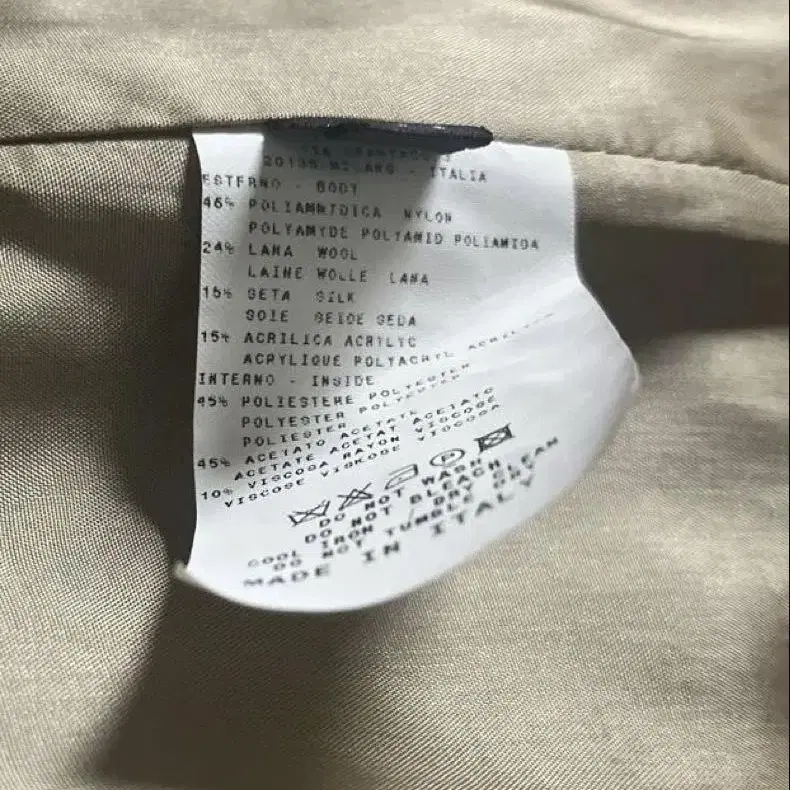 20135 MILANO - ITALIA
ESTERNO - BODY
46% POLIAMMIDICA NYLON
POLYAMYDE POLYAMID POLIAMIDA
24% LANA WOOL
LAINE WOLLE LANA
15% SETA SILK
SOIE SEIDE SEDA
15% ACRILICA ACRYLIC
ACRYLIQUE POLYACRYL
INTERNO - INSIDE
45% POLIESTERE POLYESTER
POLYESTER POLYESTER
POLIESTER
45% ACETATO ACETATE
ACETATE ACETAT ACETATO
10% VISCOSA RAYON VISCOSE
VISCOSE VISKOSE VISCOSA
DO NOT WASH
DO NOT BLEACH
COOL IRON / DRY CLEAN
DO NOT TUMBLE DRY
MADE IN ITALY